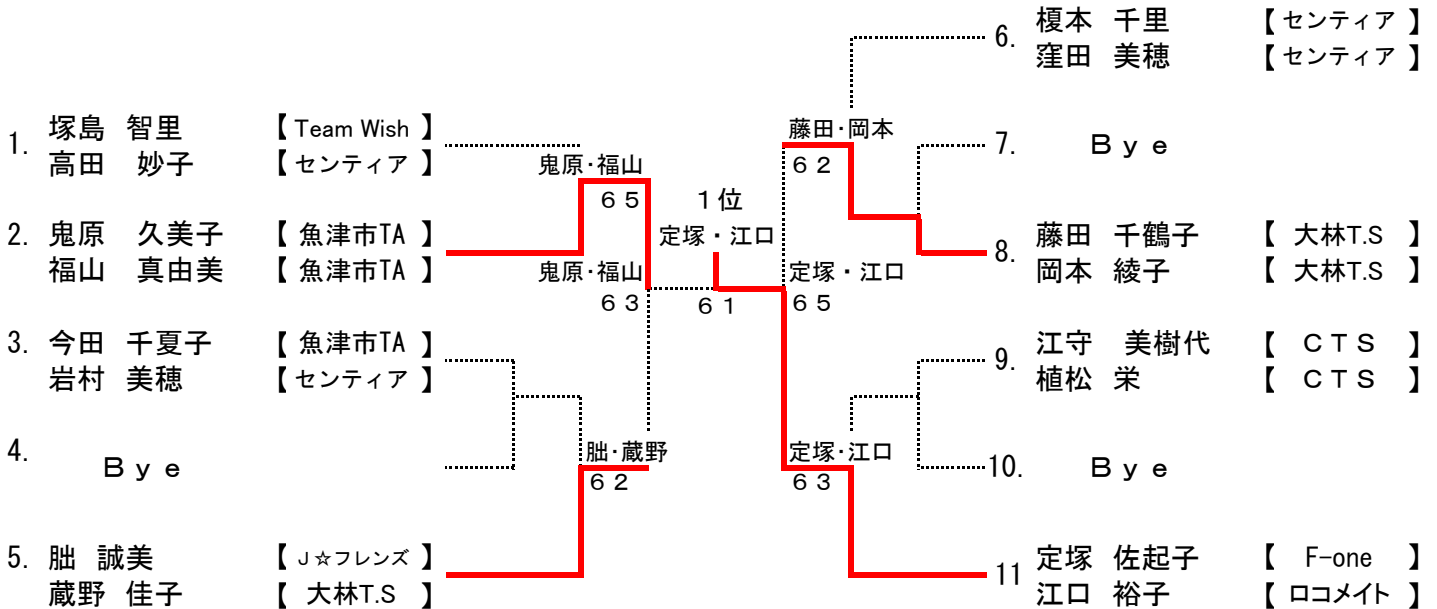 1. 塚島 智里 【 Team Wish 】
高田 妙子 【 センティア 】
2. 鬼原 久美子 【 魚津市TA 】
福山 真由美 【 魚津市TA 】
3. 今田 千夏子 【 魚津市TA 】
岩村 美穂 【 センティア 】
4. Bye
5. 朏 誠美 【 J☆フレンズ 】
蔵野 佳子 【 大林T.S 】
鬼原・福山
65
鬼原・福山
63
朏・蔵野
62
1位
定塚・江口
61
藤田・岡本
62
定塚・江口
65
定塚・江口
63
6. 榎本 千里 【 センティア 】
窪田 美穂 【 センティア 】
7. Bye
8. 藤田 千鶴子 【 大林T.S 】
岡本 綾子 【 大林T.S 】
9. 江守 美樹代 【 CTS 】
植松 栄 【 CTS 】
10. Bye
11 定塚 佐起子 【 F-one 】
江口 裕子 【 ロコメイト 】